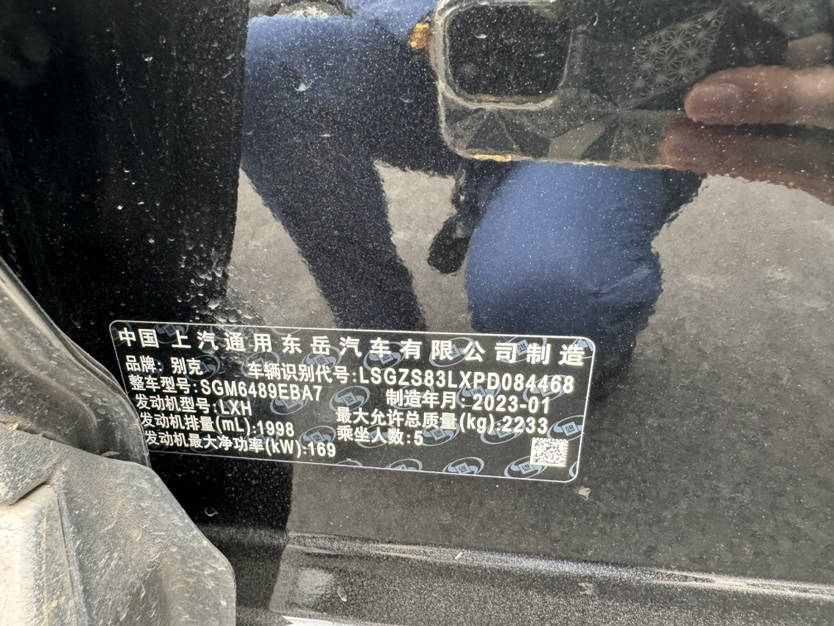 中国 上汽通用东岳汽车有限公司制造
品牌: 别克 车辆识别代号:LSGZS83LXPD084468
整车型号:SGM6489EBA7 制造年月: 2023-01
发动机型号:LXH 最大允许总质量(kg):2233
发动机排量(mL):1998 乘坐人数:5
发动机最大净功率(kW):169